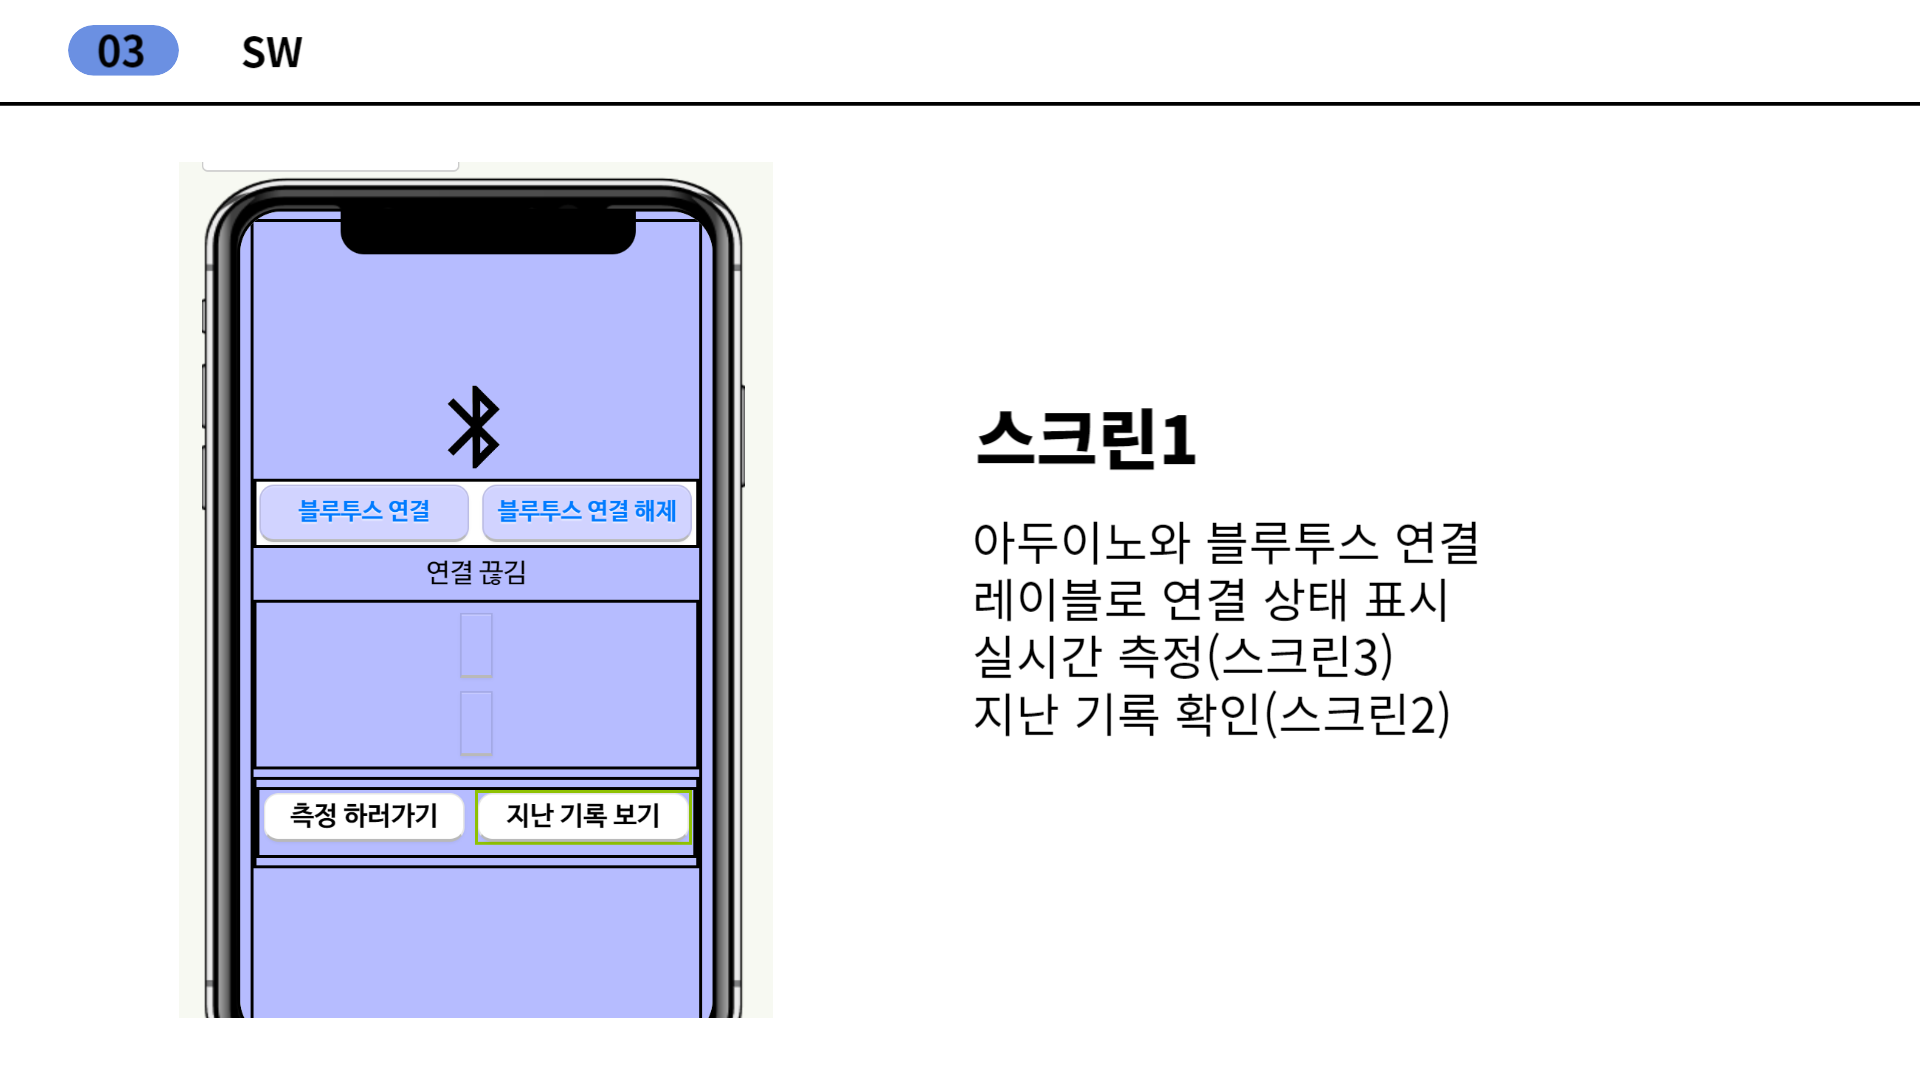 03 SW
블루투스 연결 블루투스 연결 해제
연결 끊김
측정 하러가기 지난 기록 보기
스크린1
아두이노와 블루투스 연결
레이블로 연결 상태 표시
실시간 측정(스크린3)
지난 기록 확인(스크린2)